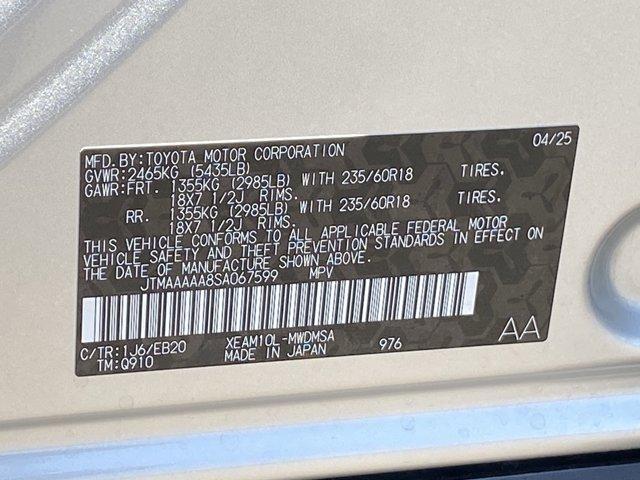 MFD.BY:TOYOTA MOTOR CORPORATION 04/25
GVWR:2465KG (5435LB)
GAWR:FRT. 1355KG (2985LB) WITH 235/60R18 TIRES.
18X7 1/2J RIMS.
RR. 1355KG (2985LB) WITH 235/60R18 TIRES.
18X7 1/2J RIMS.
THIS VEHICLE CONFORMS TO ALL APPLICABLE FEDERAL MOTOR
VEHICLE SAFETY AND THEFT PREVENTION STANDARDS IN EFFECT ON
THE DATE OF MANUFACTURE SHOWN ABOVE.
JTMAAAAA8SA067599 MPV
C/TR:1J6/EB20 XEAM10L-MWDMSA AA
TM:Q910 MADE IN JAPAN 976